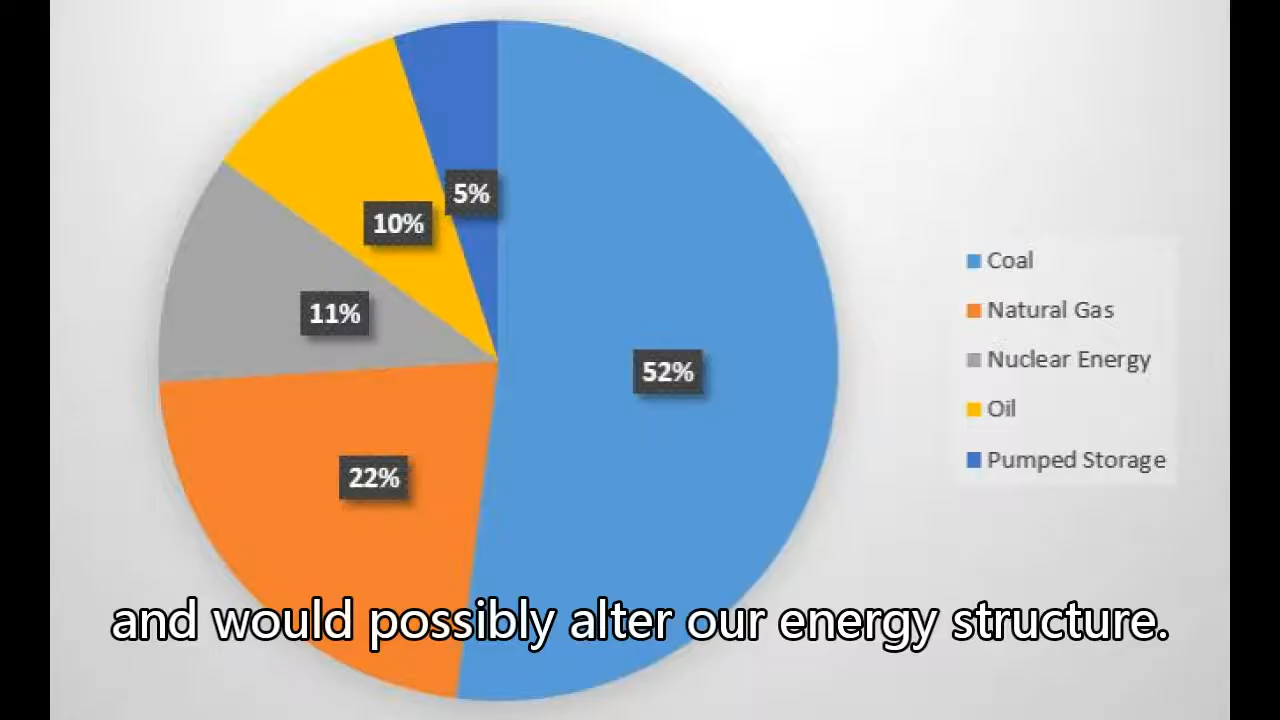 5%
10%
11%
52%
22%
Coal
Natural Gas
Nuclear Energy
Oil
Pumped Storage
and would possibly alter our energy structure.